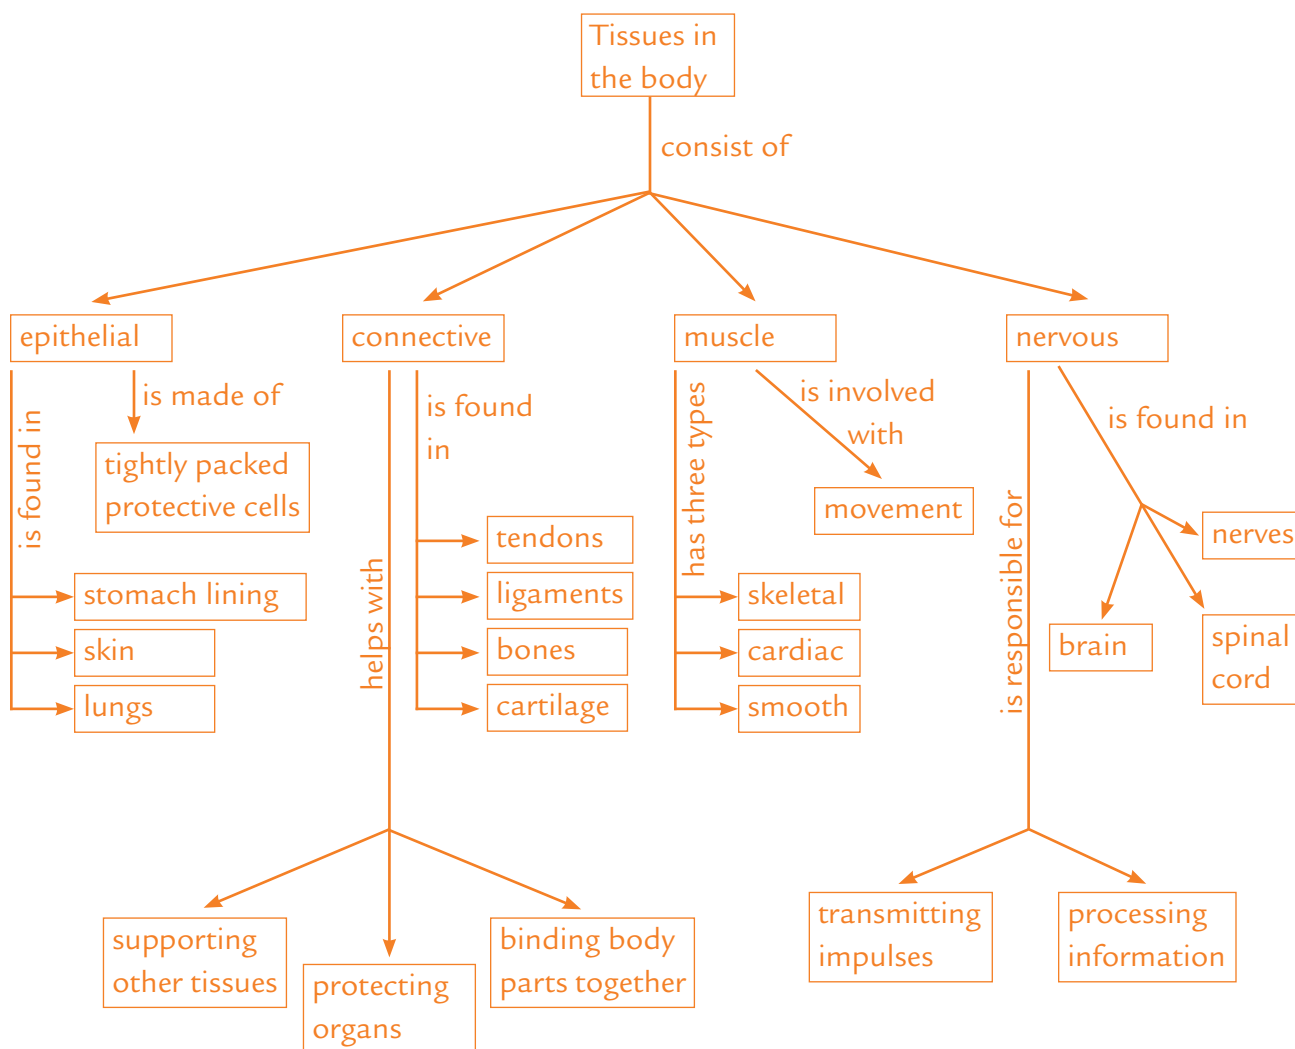 Tissues in
the body
consist of
epithelial
connective
muscle
nervous
is found in
is made of
tightly packed
protective cells
stomach lining
skin
lungs
helps with
is found
in
tendons
ligaments
bones
cartilage
supporting
other tissues
protecting
organs
binding body
parts together
has three types
is involved
with
movement
skeletal
cardiac
smooth
is responsible for
is found in
nerves
brain
spinal
cord
transmitting
impulses
processing
information